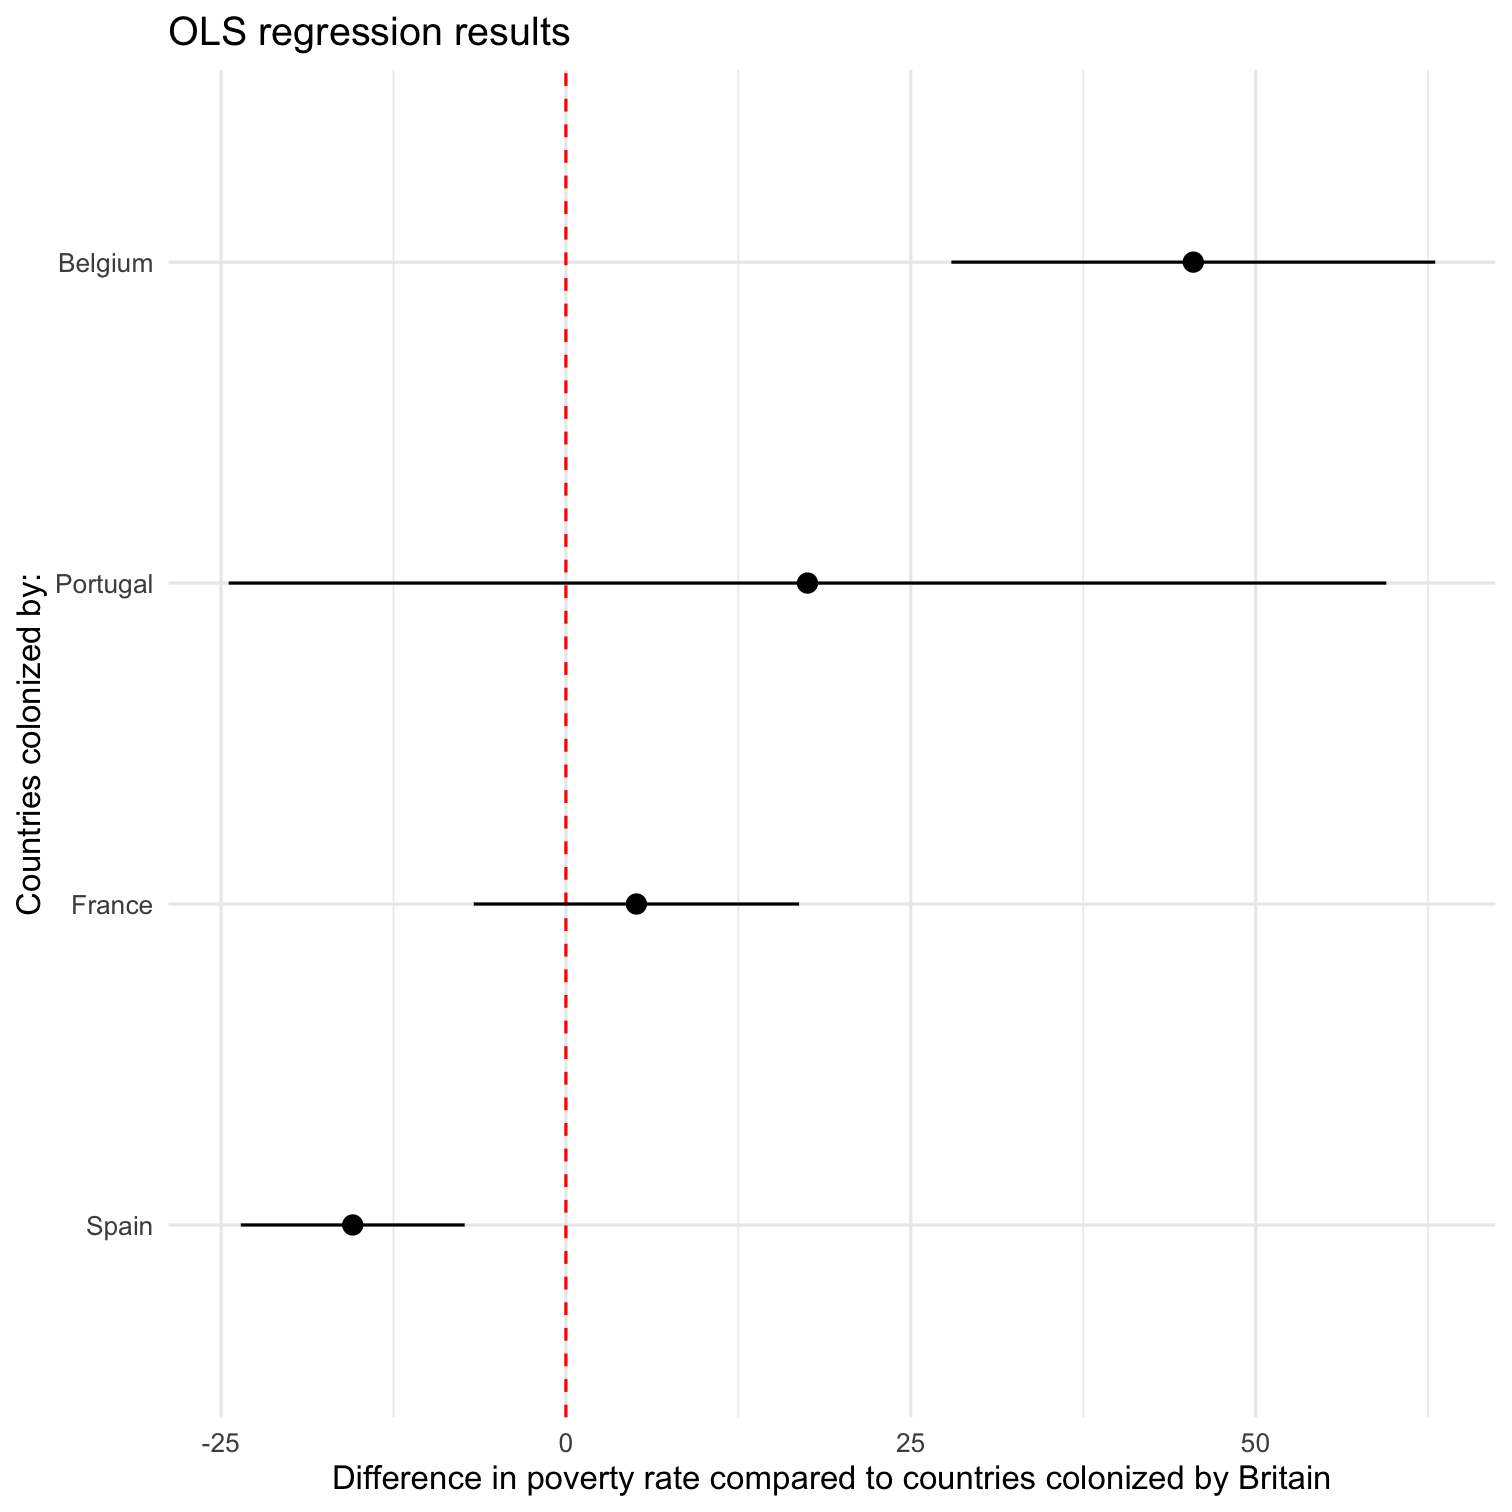 OLS regression results
Countries colonized by:
Belgium
Portugal
France
Spain
-25 0 25 50
Difference in poverty rate compared to countries colonized by Britain